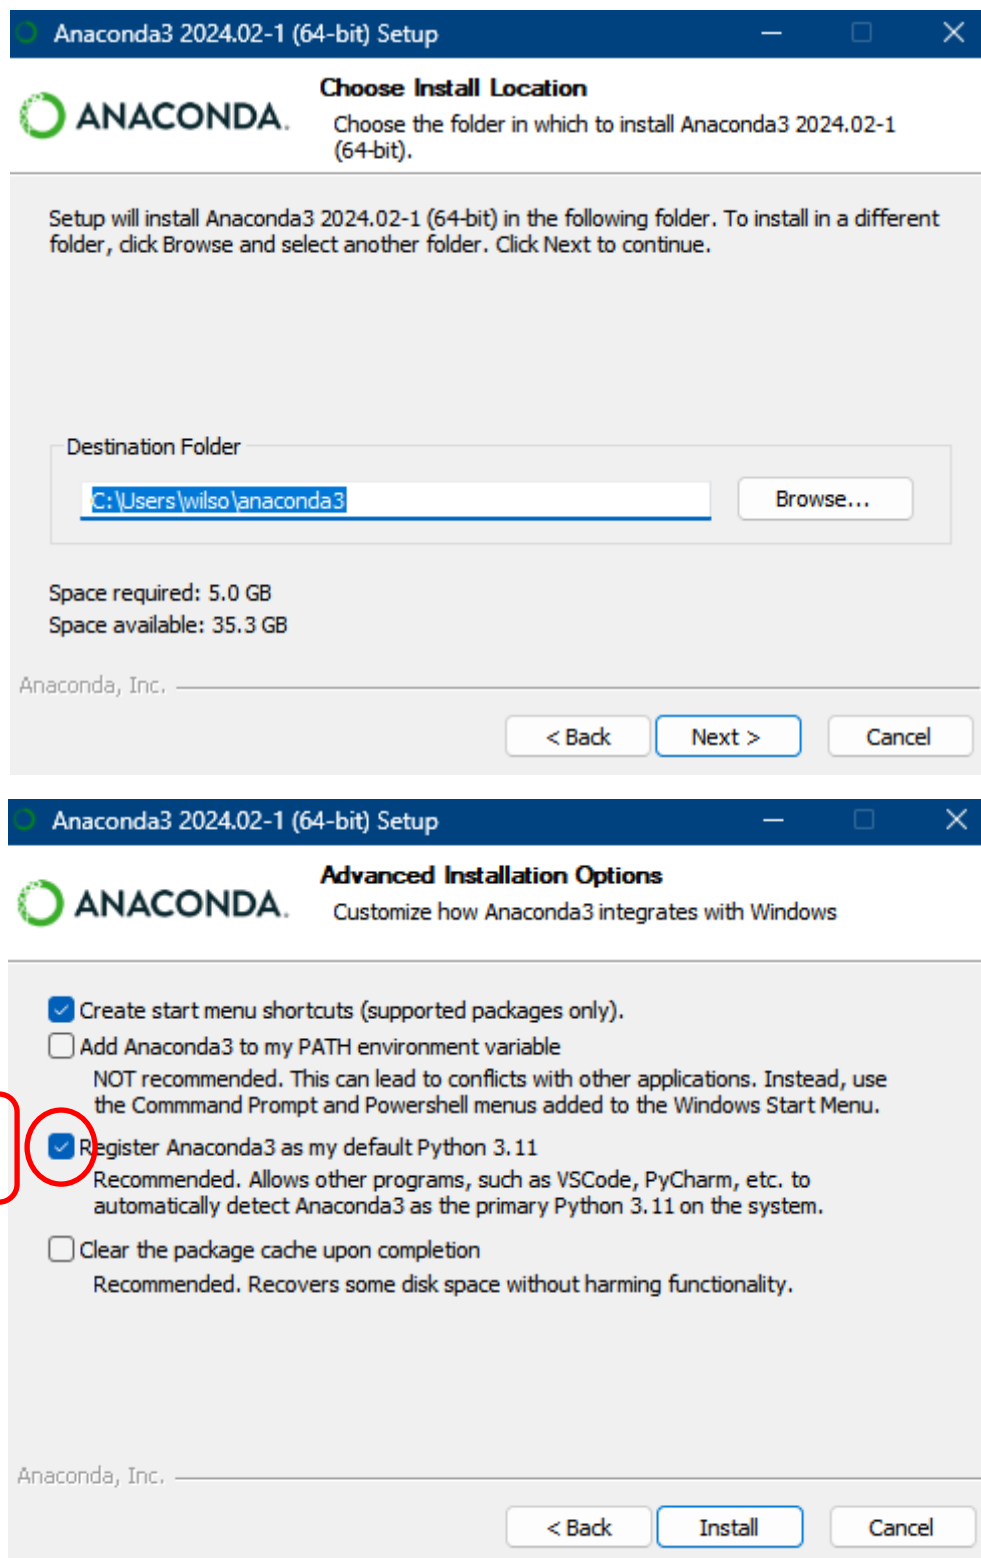 Anaconda3 2024.02-1 (64-bit) Setup
ANACONDA.
Choose Install Location
Choose the folder in which to install Anaconda3 2024.02-1
(64-bit).
Setup will install Anaconda3 2024.02-1 (64-bit) in the following folder. To install in a different
folder, click Browse and select another folder. Click Next to continue.
Destination Folder
C:\Users\wilso\anaconda3
Browse...
Space required: 5.0 GB
Space available: 35.3 GB
Anaconda, Inc.
< Back Next > Cancel
Anaconda3 2024.02-1 (64-bit) Setup
ANACONDA.
Advanced Installation Options
Customize how Anaconda3 integrates with Windows
Create start menu shortcuts (supported packages only).
Add Anaconda3 to my PATH environment variable
NOT recommended. This can lead to conflicts with other applications. Instead, use
the Commmand Prompt and Powershell menus added to the Windows Start Menu.
Register Anaconda3 as my default Python 3.11
Recommended. Allows other programs, such as VSCode, PyCharm, etc. to
automatically detect Anaconda3 as the primary Python 3.11 on the system.
Clear the package cache upon completion
Recommended. Recovers some disk space without harming functionality.
Anaconda, Inc.
< Back Install Cancel